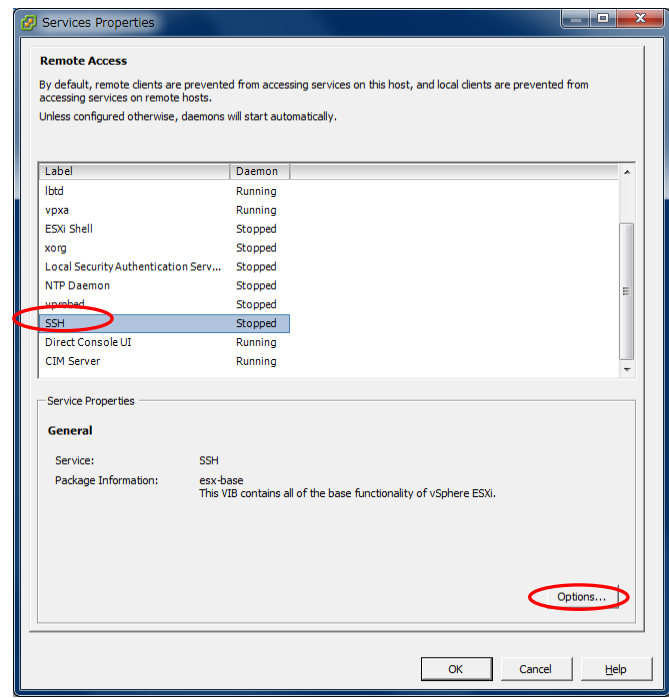 Services Properties
Remote Access
By default, remote clients are prevented from accessing services on this host, and local clients are prevented from
accessing services on remote hosts.
Unless configured otherwise, daemons will start automatically.
Label Daemon
lbtd Running
vpxa Running
ESXi Shell Stopped
xorg Stopped
Local Security Authentication Serv... Stopped
NTP Daemon Stopped
vprobed Stopped
SSH Stopped
Direct Console UI Running
CIM Server Running
Service Properties
General
Service: SSH
Package Information: esx-base
This VIB contains all of the base functionality of vSphere ESXi.
Options...
OK Cancel Help